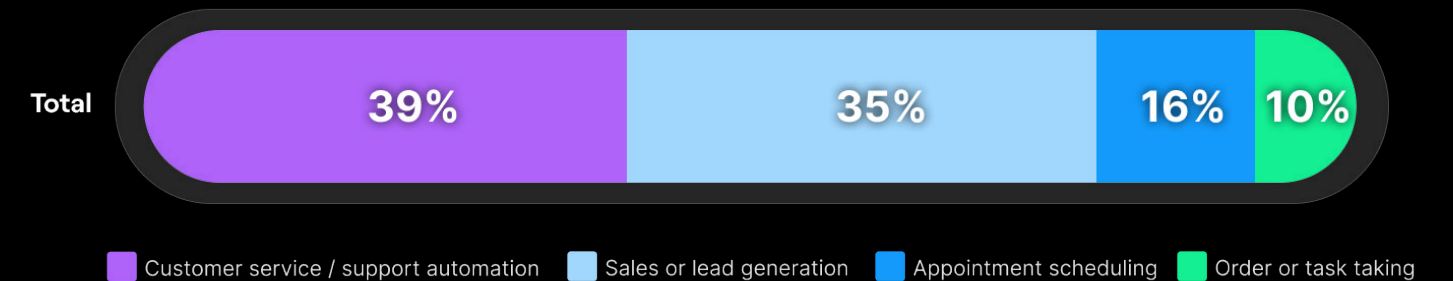 Total 39% 35% 16% 10%
Customer service / support automation Sales or lead generation Appointment scheduling Order or task taking